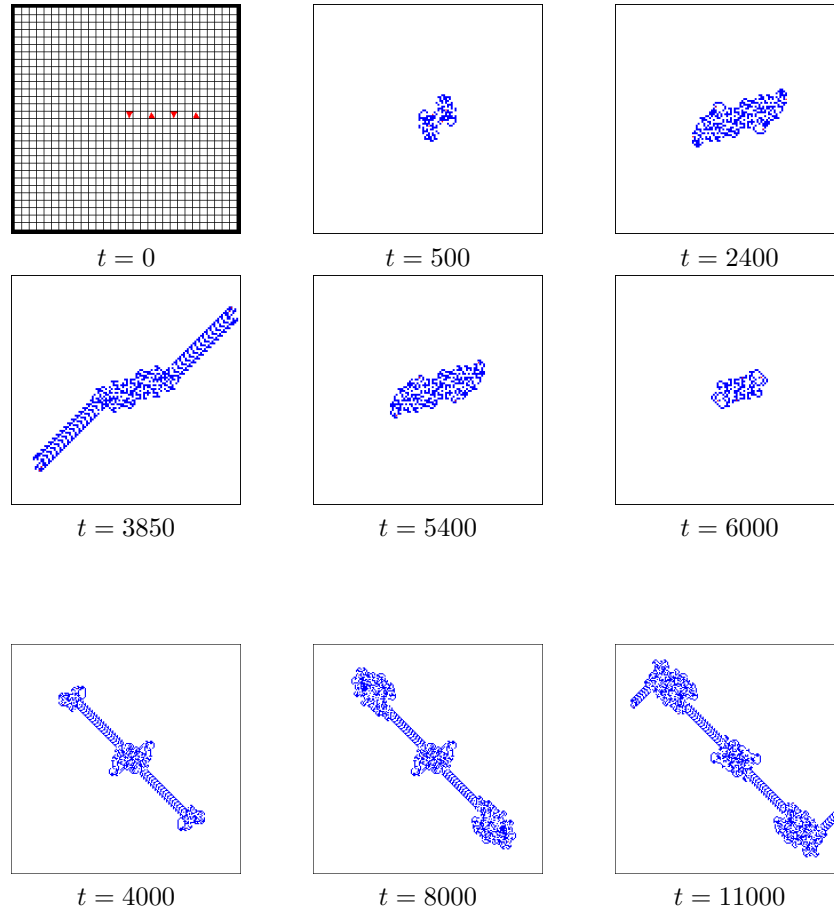 t = 0
t = 500
t = 2400
t = 3850
t = 5400
t = 6000
t = 4000
t = 8000
t = 11000